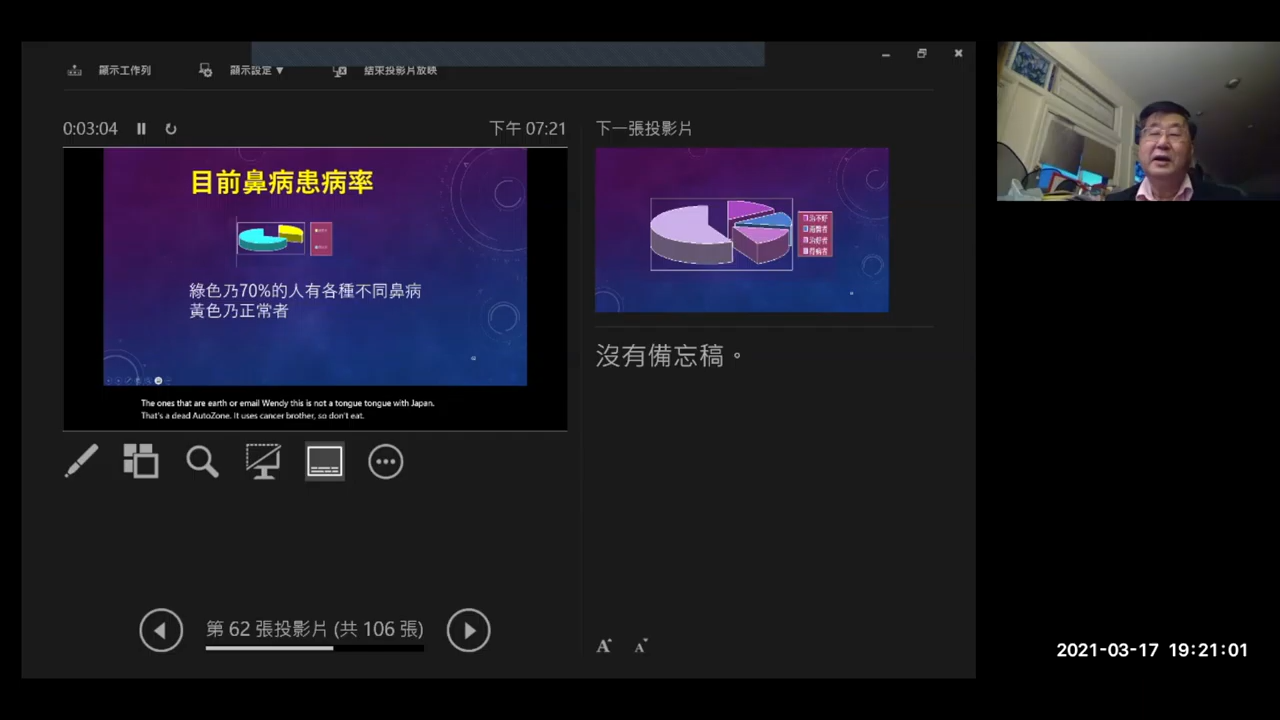 顯示工作列
顯示設定 ▼
結束投影片放映
0:03:04
下午 07:21
下一張投影片
目前鼻病患病率
綠色乃70%的人有各種不同鼻病
黃色乃正常者
62
The ones that are earth or email Wendy this is not a tongue tongue with Japan.
That's a dead AutoZone. It uses cancer brother, so don't eat.
沒有備忘稿。
第 62 張投影片 (共 106 張)
A A
2021-03-17 19:21:01